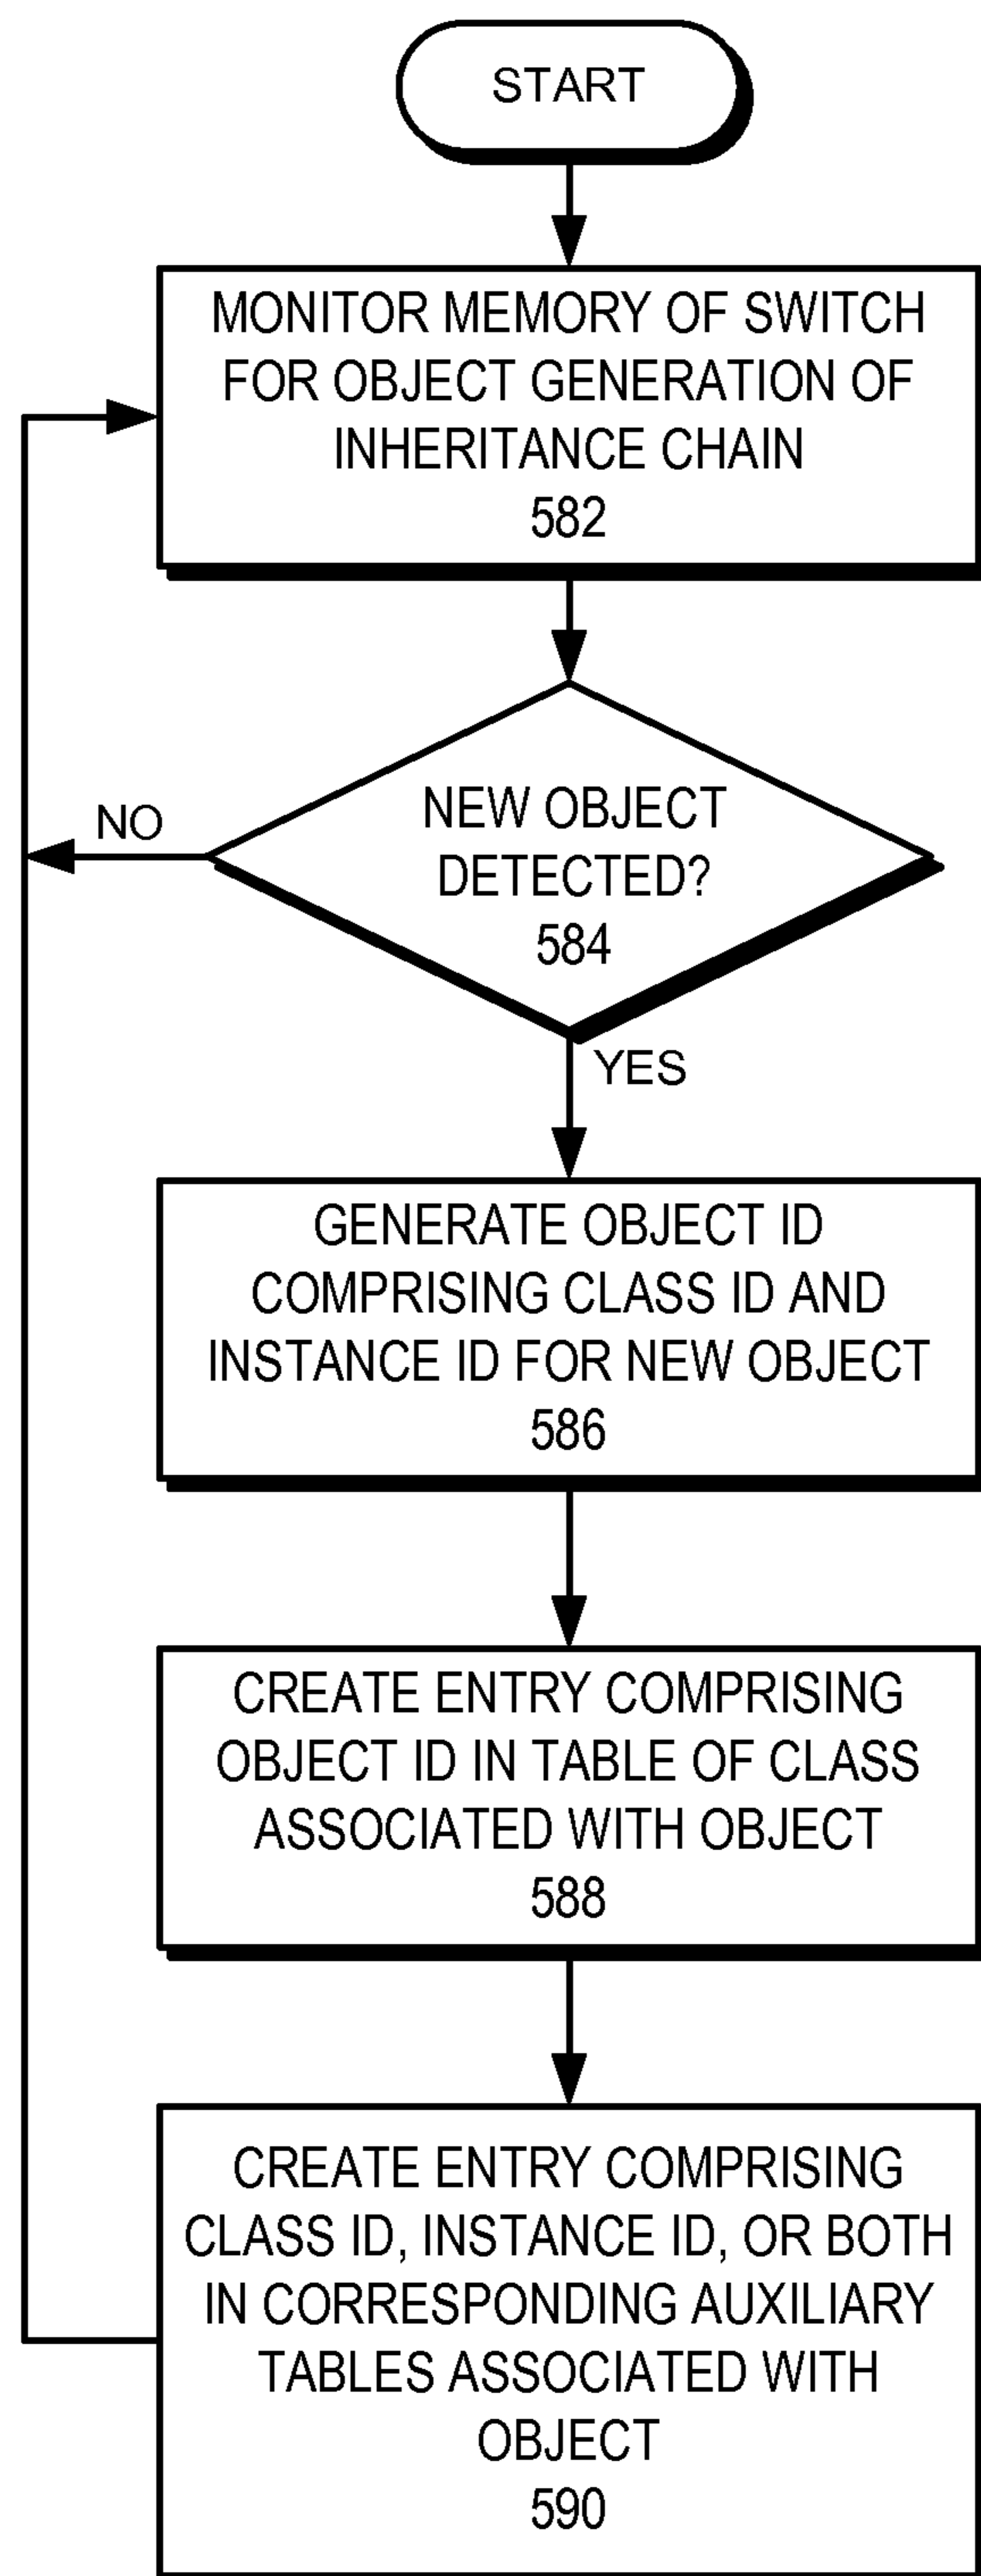 START
MONITOR MEMORY OF SWITCH
FOR OBJECT GENERATION OF
INHERITANCE CHAIN
582
NEW OBJECT
DETECTED?
584
NO
YES
GENERATE OBJECT ID
COMPRISING CLASS ID AND
INSTANCE ID FOR NEW OBJECT
586
CREATE ENTRY COMPRISING
OBJECT ID IN TABLE OF CLASS
ASSOCIATED WITH OBJECT
588
CREATE ENTRY COMPRISING
CLASS ID, INSTANCE ID, OR BOTH
IN CORRESPONDING AUXILIARY
TABLES ASSOCIATED WITH
OBJECT
590